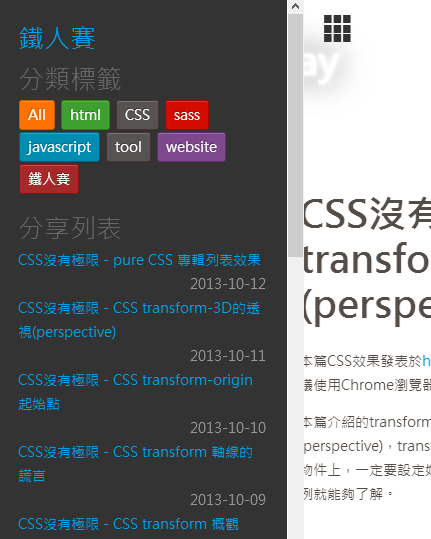 鐵人賽
分類標籤
All html CSS sass
javascript tool website
鐵人賽
分享列表
CSS沒有極限 - pure CSS 專輯列表效果
2013-10-12
CSS沒有極限 - CSS transform-3D的透
視(perspective)
2013-10-11
CSS沒有極限 - CSS transform-origin
起始點
2013-10-10
CSS沒有極限 - CSS transform 軸線的
謊言
2013-10-09
CSS沒有極限 - CSS transform 概觀
ay
CSS沒有
transfo
(perspe
本篇CSS效果發表於h
議使用Chrome瀏覽器
本篇介紹的transform
(perspective)，trans
物件上，一定要設定好
例就能夠了解。